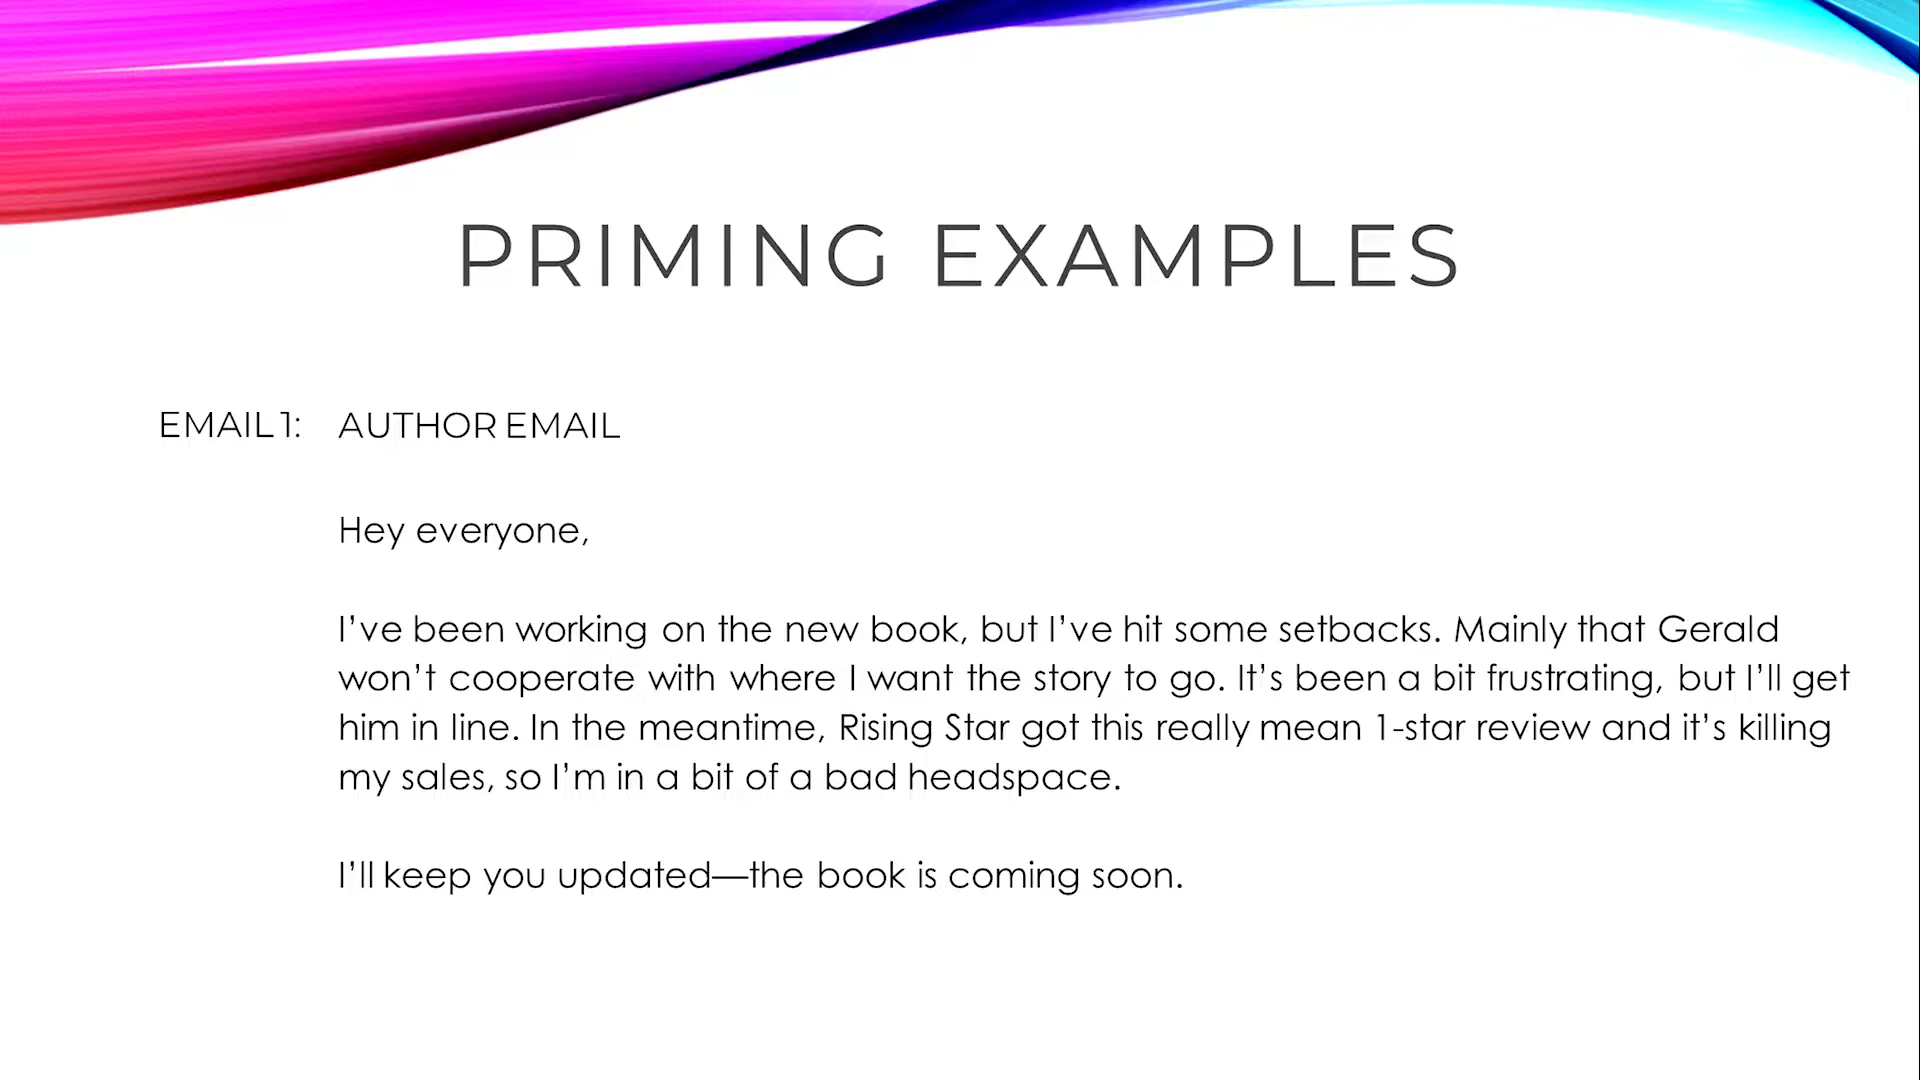 PRIMING EXAMPLES
EMAIL 1: AUTHOR EMAIL
Hey everyone,
I’ve been working on the new book, but I’ve hit some setbacks. Mainly that Gerald
won’t cooperate with where I want the story to go. It’s been a bit frustrating, but I’ll get
him in line. In the meantime, Rising Star got this really mean 1-star review and it’s killing
my sales, so I’m in a bit of a bad headspace.
I’ll keep you updated—the book is coming soon.